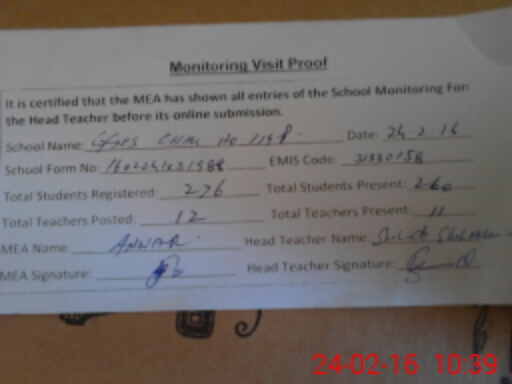 Monitoring Visit Proof
It is certified that the MEA has shown all entries of the School Monitoring Form
the Head Teacher before its online submission.
School Name: Date: 24.2.16
School Form No: EMIS Code: 31330158
Total Students Registered: 276 Total Students Present: 260
Total Teachers Posted: 12 Total Teachers Present: 11
MEA Name: ANWAR Head Teacher Name:
MEA Signature: Head Teacher Signature:
24-02-16 10:39